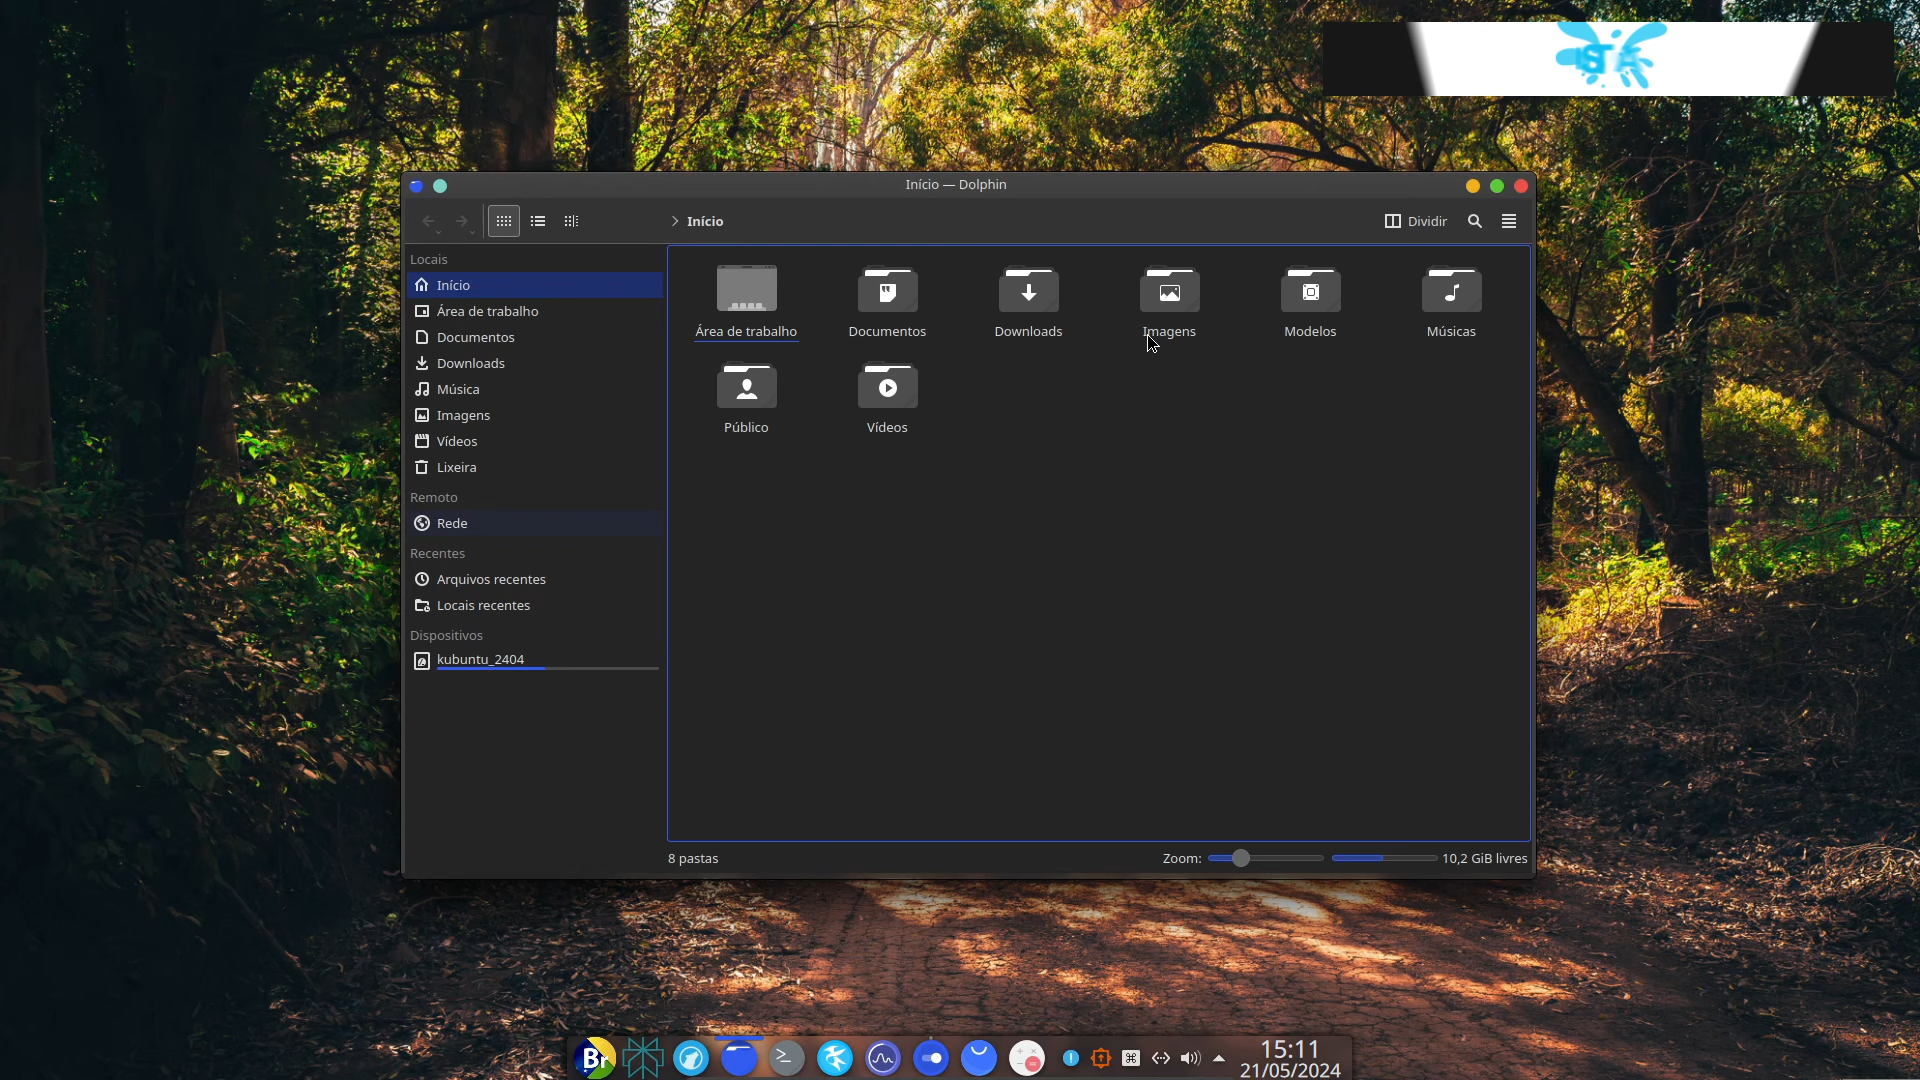 Início — Dolphin
Início
Dividir
Locais
Início
Área de trabalho
Documentos
Downloads
Música
Imagens
Vídeos
Lixeira
Remoto
Rede
Recentes
Arquivos recentes
Locais recentes
Dispositivos
kubuntu_2404
Área de trabalho
Documentos
Downloads
Imagens
Modelos
Músicas
Público
Vídeos
8 pastas
Zoom:
10,2 GiB livres
Br
15:11
21/05/2024